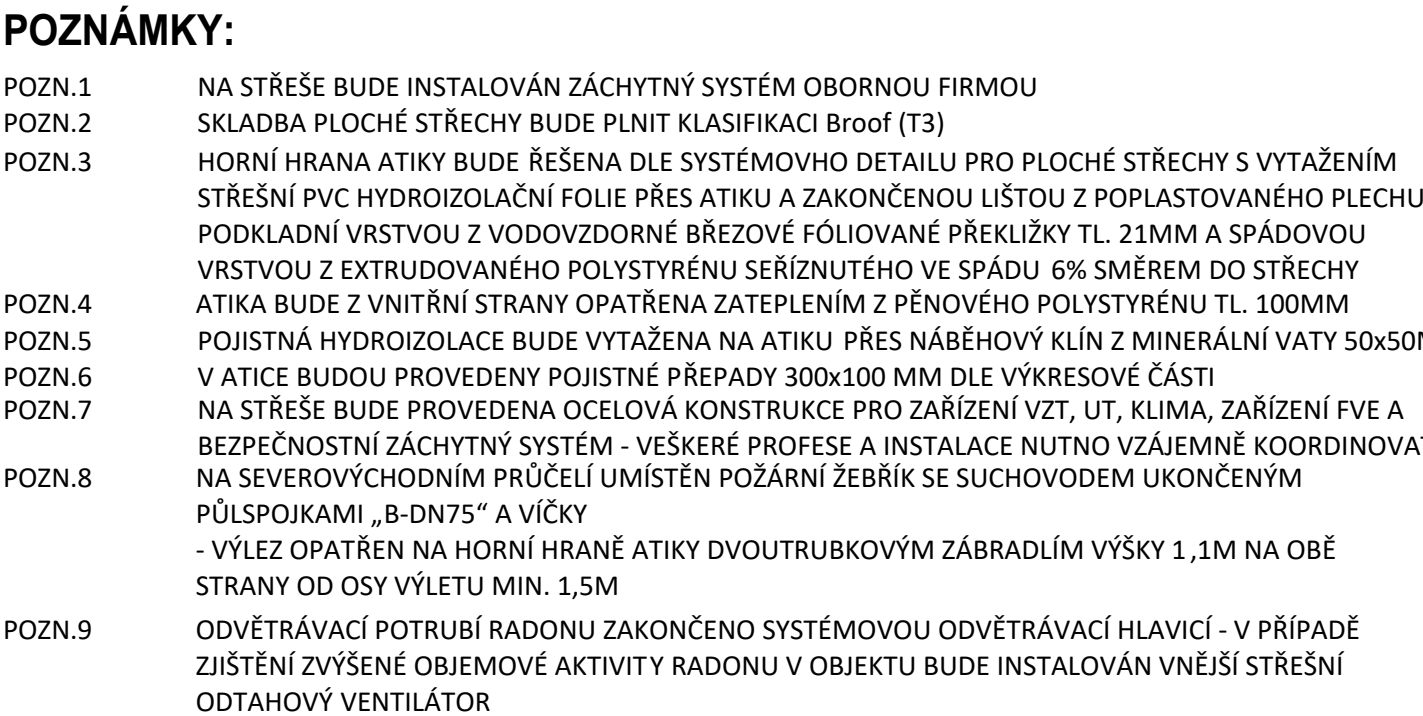 POZNÁMKY:
POZN.1 NA STŘEŠE BUDE INSTALOVÁN ZÁCHYTNÝ SYSTÉM OBORNOU FIRMOU
POZN.2 SKLADBA PLOCHÉ STŘECHY BUDE PLNIT KLASIFIKACI Broof (T3)
POZN.3 HORNÍ HRANA ATIKY BUDE ŘEŠENA DLE SYSTÉMOVHO DETAILU PRO PLOCHÉ STŘECHY S VYTAŽENÍM
STŘEŠNÍ PVC HYDROIZOLAČNÍ FOLIE PŘES ATIKU A ZAKONČENOU LIŠTOU Z POPLASTOVANÉHO PLECHU
PODKLADNÍ VRSTVOU Z VODOVZDORNÉ BŘEZOVÉ FÓLIOVANÉ PŘEKLIŽKY TL. 21MM A SPÁDOVOU
VRSTVOU Z EXTRUDOVANÉHO POLYSTYRÉNU SEŘÍZNUTÉHO VE SPÁDU 6% SMĚREM DO STŘECHY
POZN.4 ATIKA BUDE Z VNITŘNÍ STRANY OPATŘENA ZATEPLENÍM Z PĚNOVÉHO POLYSTYRÉNU TL. 100MM
POZN.5 POJISTNÁ HYDROIZOLACE BUDE VYTAŽENA NA ATIKU PŘES NÁBĚHOVÝ KLÍN Z MINERÁLNÍ VATY 50x50
POZN.6 V ATICE BUDOU PROVEDENY POJISTNÉ PŘEPADY 300x100 MM DLE VÝKRESOVÉ ČÁSTI
POZN.7 NA STŘEŠE BUDE PROVEDENA OCELOVÁ KONSTRUKCE PRO ZAŘÍZENÍ VZT, UT, KLIMA, ZAŘÍZENÍ FVE A
BEZPEČNOSTNÍ ZÁCHYTNÝ SYSTÉM - VEŠKERÉ PROFESE A INSTALACE NUTNO VZÁJEMNĚ KOORDINOVAT
POZN.8 NA SEVEROVÝCHODNÍM PRŮČELÍ UMÍSTĚN POŽÁRNÍ ŽEBŘÍK SE SUCHOVODEM UKONČENÝM
PŮLSPOJKAMI „B-DN75“ A VÍČKY
- VÝLEZ OPATŘEN NA HORNÍ HRANĚ ATIKY DVOUTRUBKOVÝM ZÁBRADLÍM VÝŠKY 1,1M NA OBĚ
STRANY OD OSY VÝLETU MIN. 1,5M
POZN.9 ODVĚTRÁVACÍ POTRUBÍ RADONU ZAKONČENO SYSTÉMOVOU ODVĚTRÁVACÍ HLAVICÍ - V PŘÍPADĚ
ZJIŠTĚNÍ ZVÝŠENÉ OBJEMOVÉ AKTIVITY RADONU V OBJEKTU BUDE INSTALOVÁN VNĚJŠÍ STŘEŠNÍ
ODTAHOVÝ VENTILÁTOR